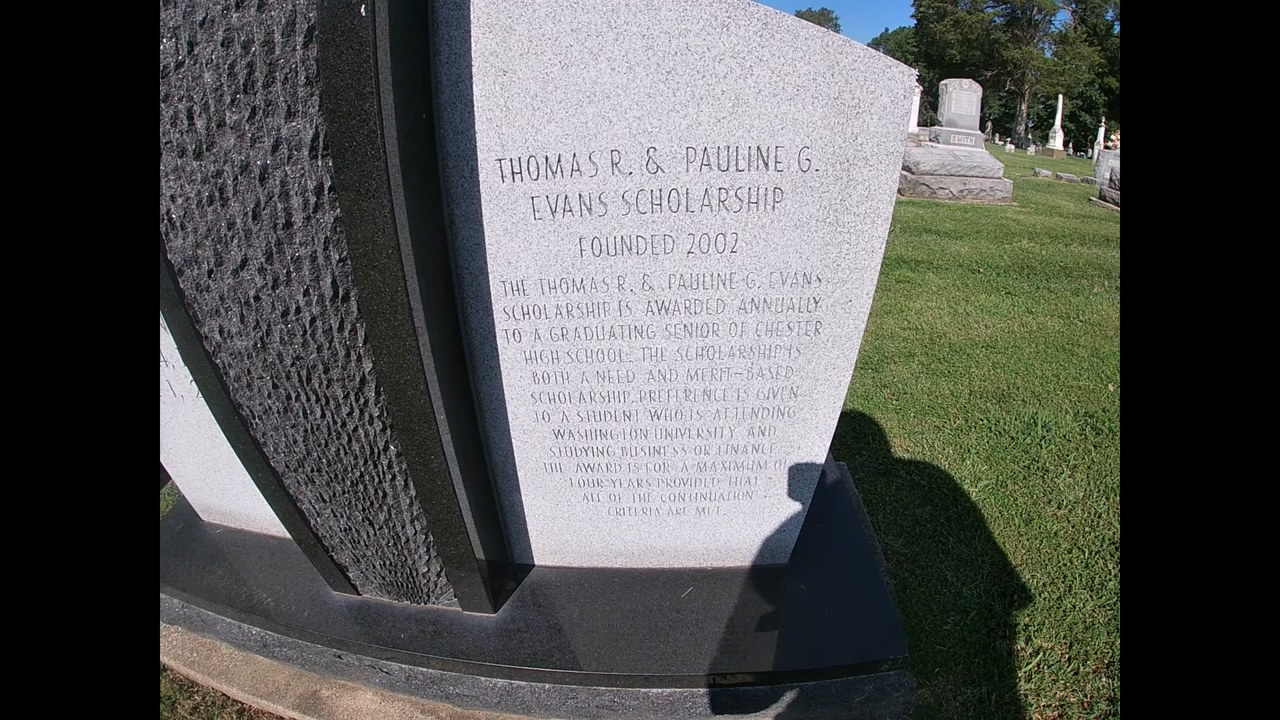 THOMAS R. & PAULINE G.
EVANS SCHOLARSHIP
FOUNDED 2002
THE THOMAS R. & PAULINE G. EVANS
SCHOLARSHIP IS AWARDED ANNUALLY
TO A GRADUATING SENIOR OF CHESTER
HIGH SCHOOL. THE SCHOLARSHIP IS
BOTH A NEED AND MERIT-BASED
SCHOLARSHIP. PREFERENCE IS GIVEN
TO A STUDENT WHO IS ATTENDING
WASHINGTON UNIVERSITY AND
STUDYING BUSINESS OR FINANCE.
THE AWARD IS FOR A MAXIMUM OF
FOUR YEARS PROVIDED THAT
ALL OF THE CONTINUATION
CRITERIA ARE MET.
SMITH